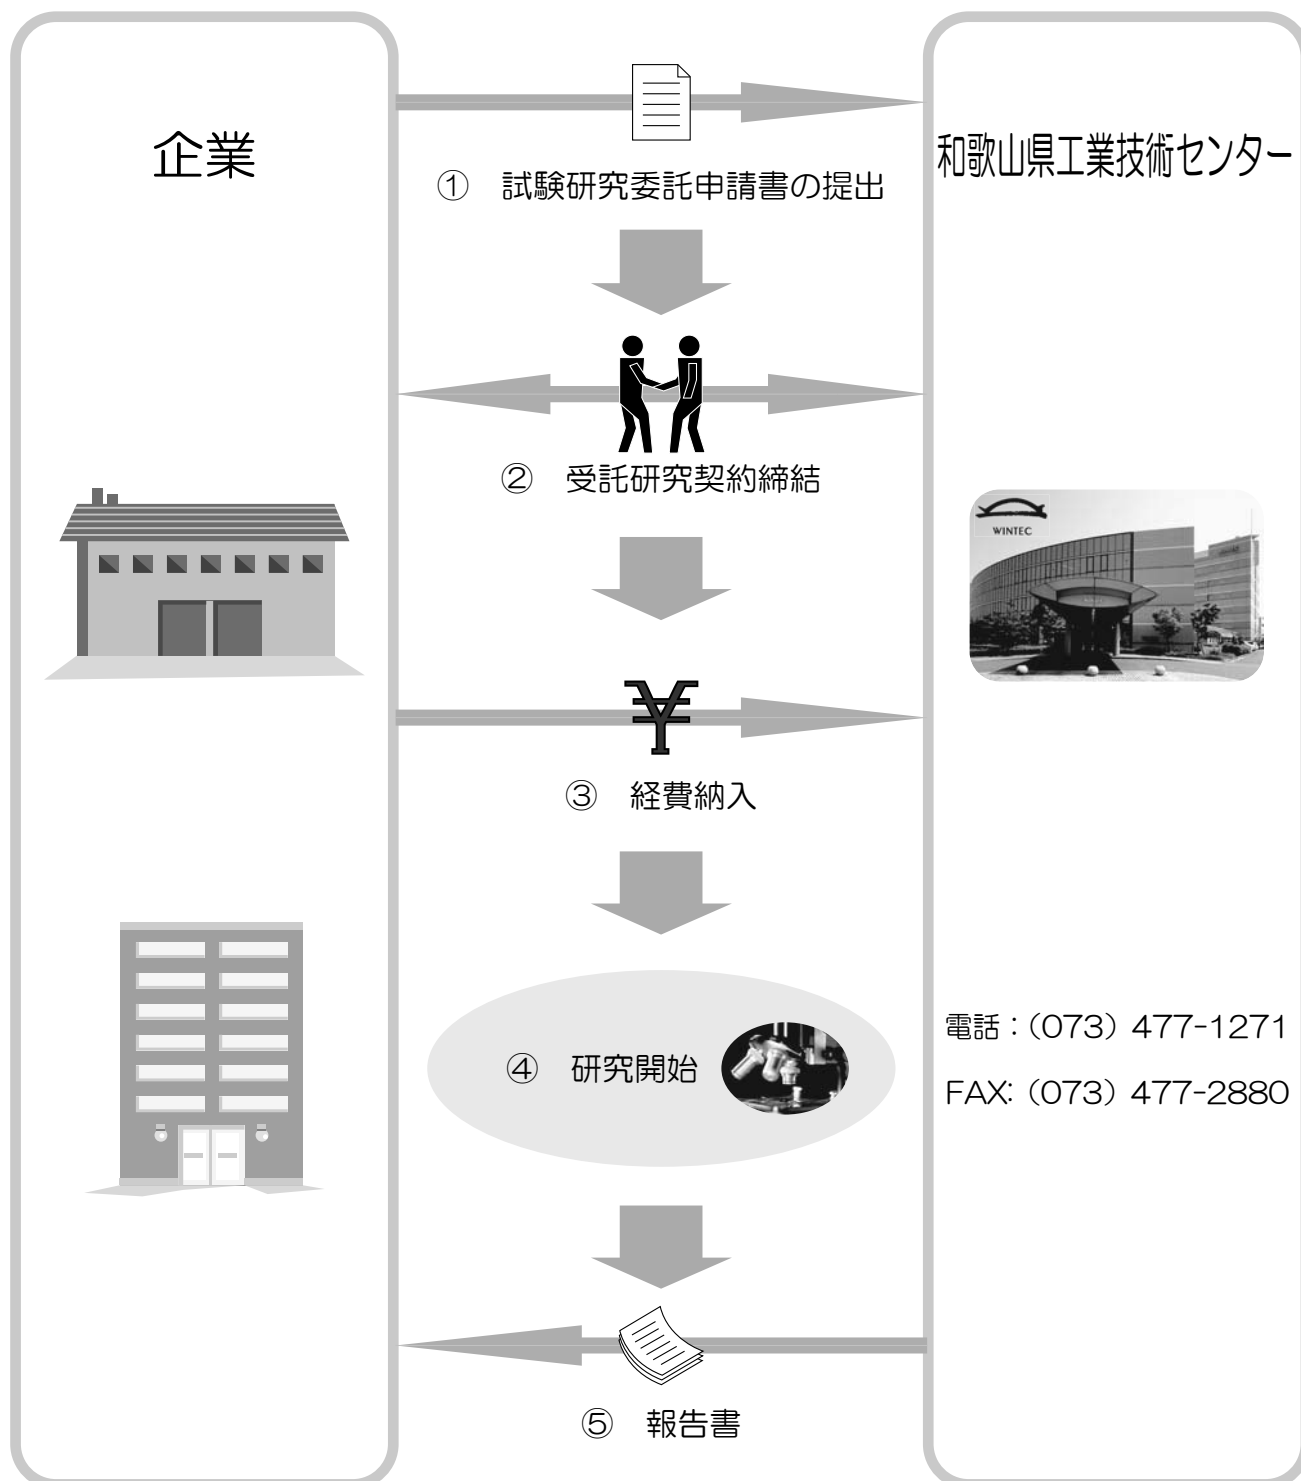 企業
和歌山県工業技術センター
① 試験研究委託申請書の提出
② 受託研究契約締結
WINTEC
③ 経費納入
④ 研究開始
電話：(073) 477-1271
FAX: (073) 477-2880
⑤ 報告書